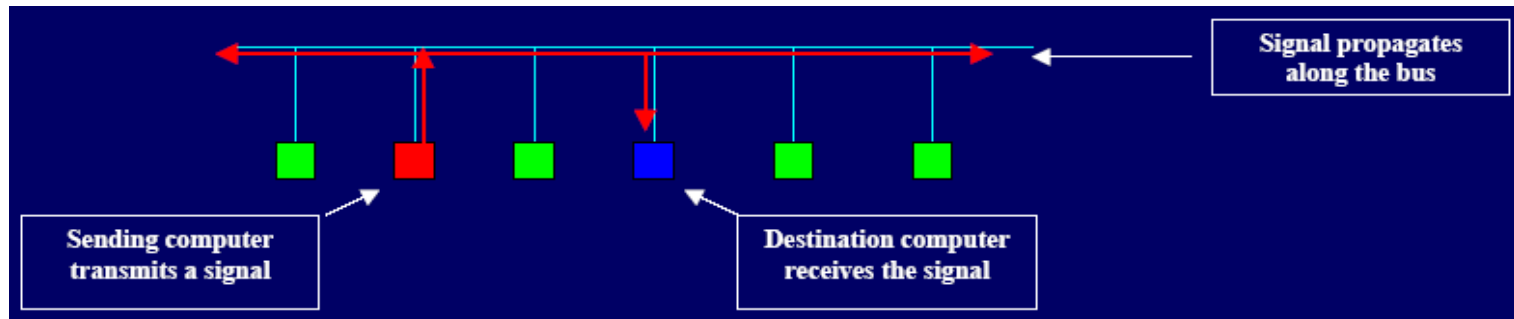 Signal propagates
along the bus
Sending computer
transmits a signal
Destination computer
receives the signal